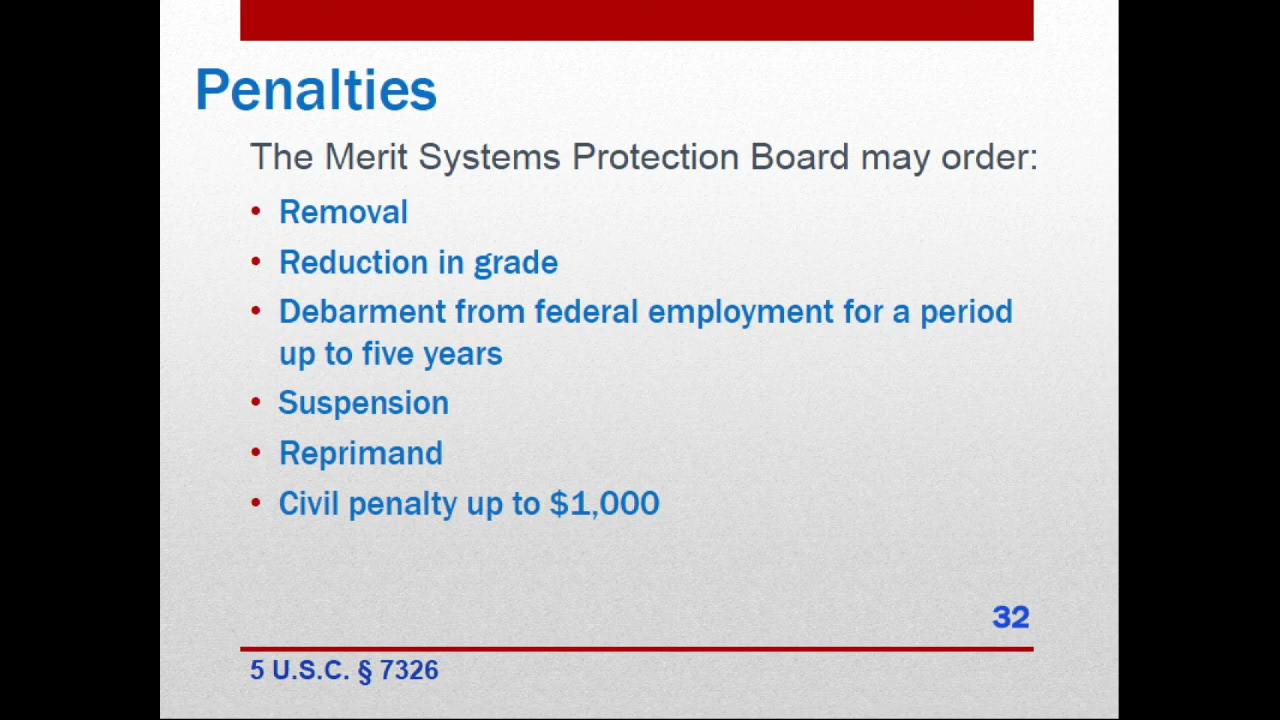 Penalties
The Merit Systems Protection Board may order:
• Removal
• Reduction in grade
• Debarment from federal employment for a period
up to five years
• Suspension
• Reprimand
• Civil penalty up to $1,000
32
5 U.S.C. § 7326